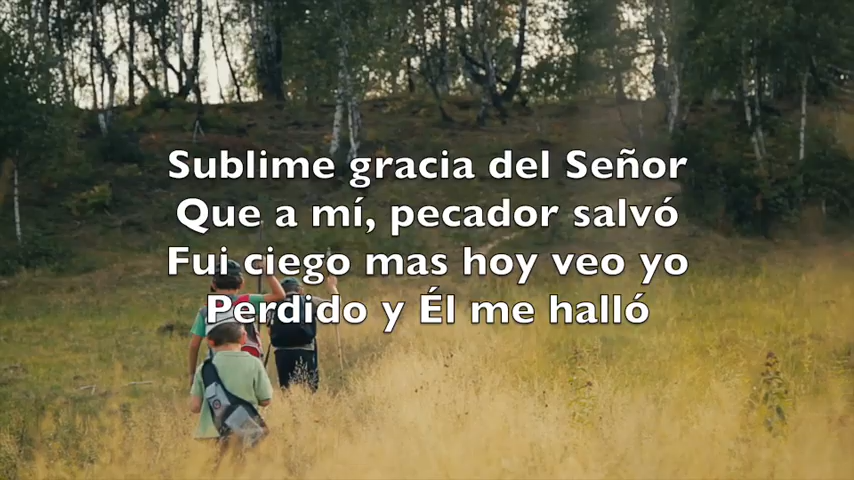 Sublime gracia del Señor
Que a mí, pecador salvó
Fui ciego mas hoy veo yo
Perdido y Él me halló